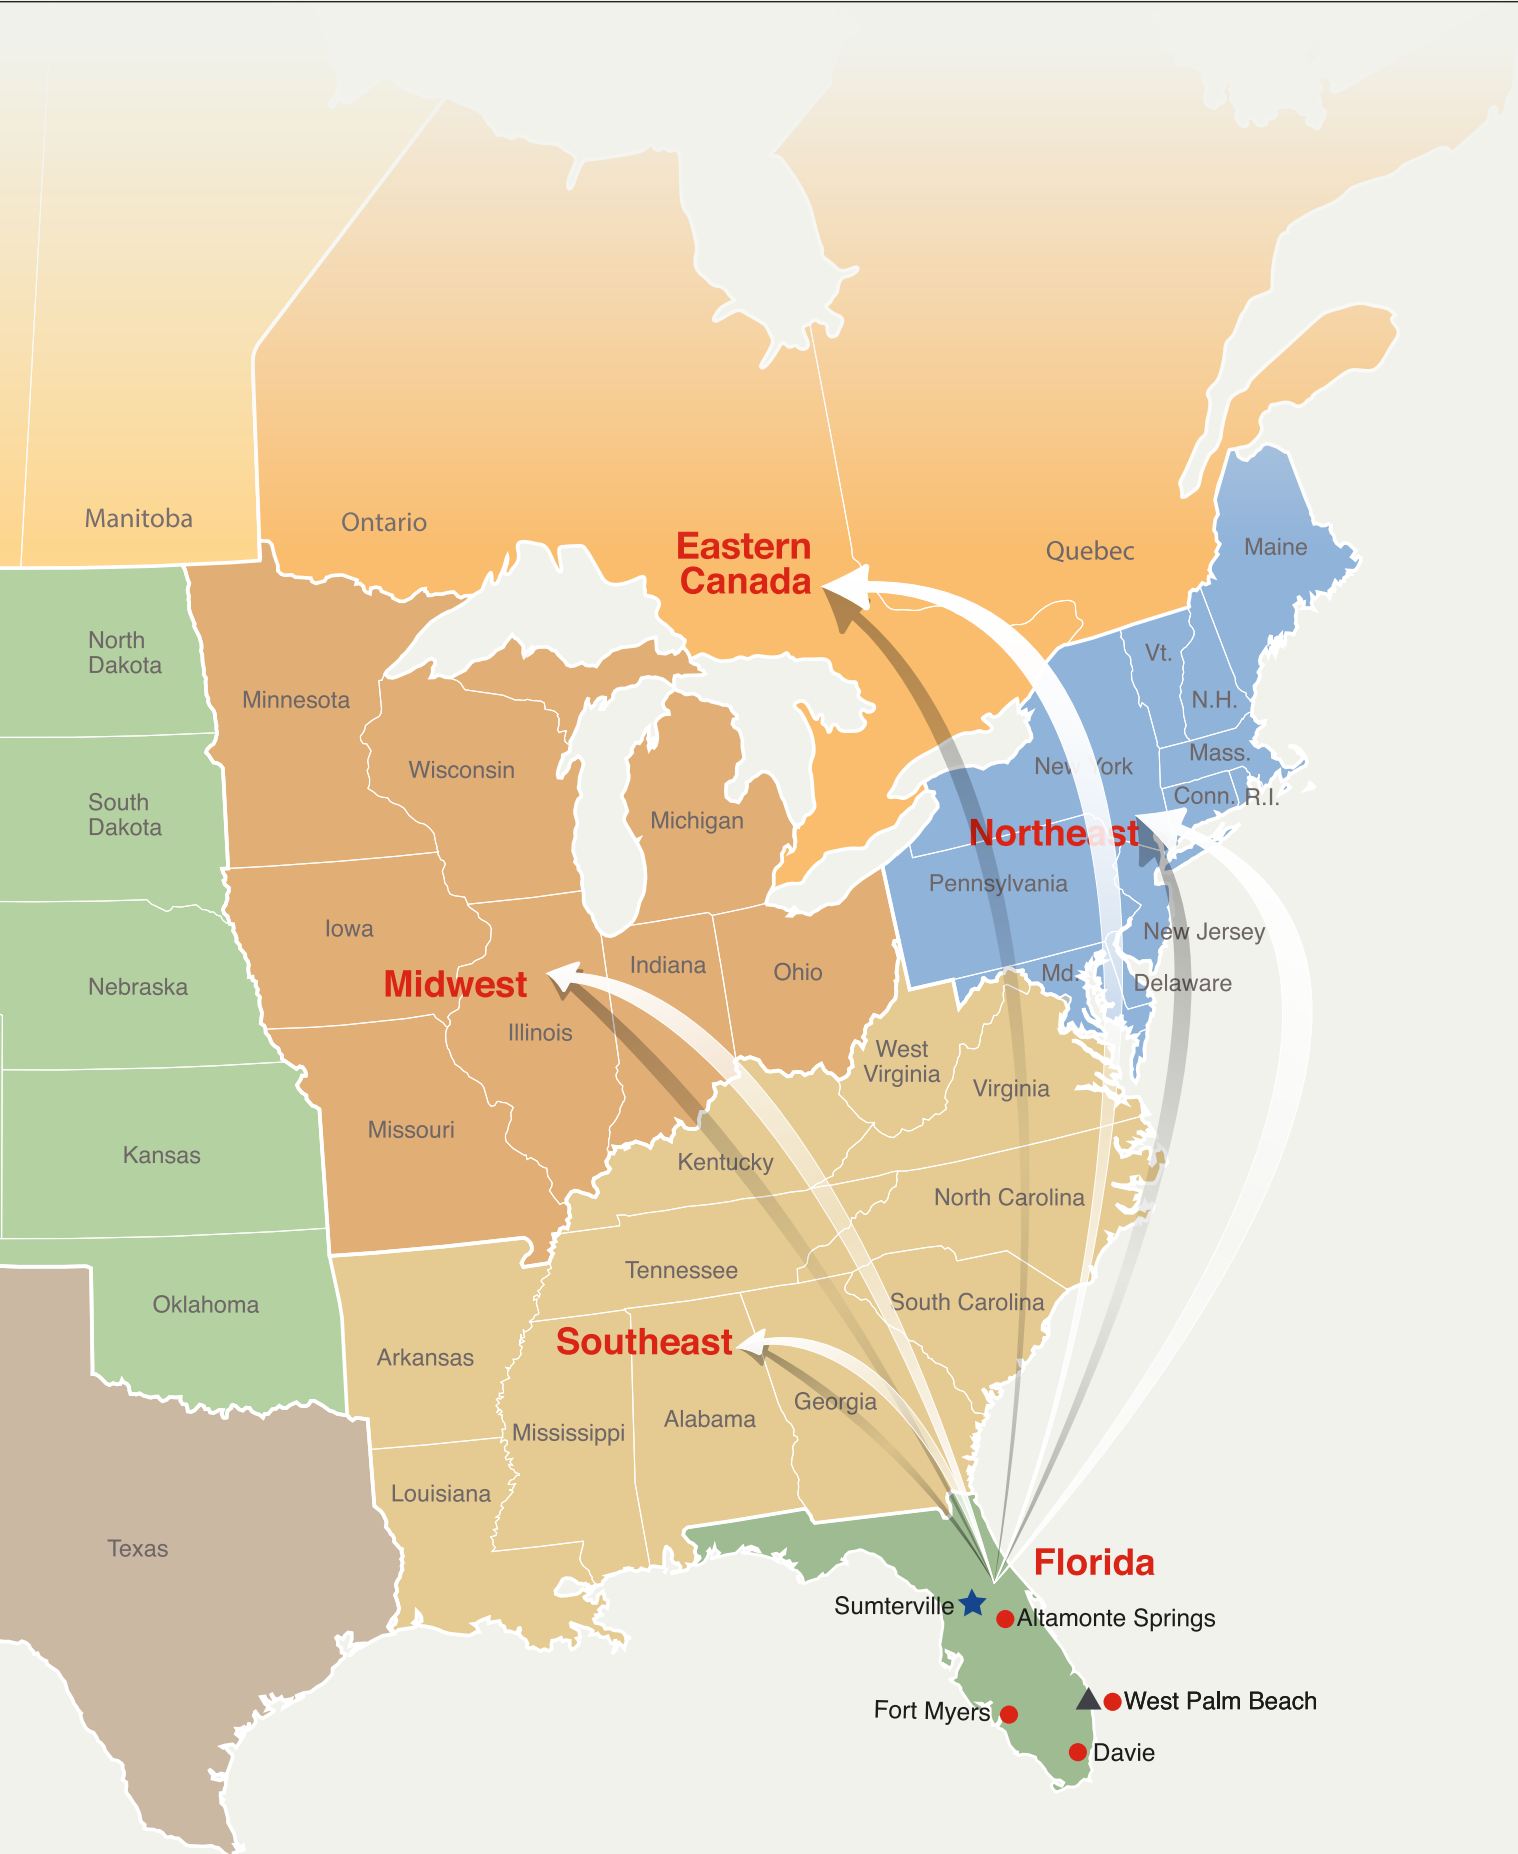 Manitoba
Ontario
Eastern
Canada
Quebec
Maine
North
Dakota
Minnesota
Vt.
N.H.
Wisconsin
Michigan
New York
Mass.
Conn.
R.I.
South
Dakota
Northeast
Pennsylvania
Iowa
New Jersey
Nebraska
Midwest
Indiana
Ohio
Md.
Delaware
Illinois
West
Virginia
Virginia
Missouri
Kansas
Kentucky
North Carolina
Tennessee
Oklahoma
South Carolina
Southeast
Arkansas
Georgia
Mississippi
Alabama
Louisiana
Texas
Florida
Sumterville
Altamonte Springs
Fort Myers
West Palm Beach
Davie